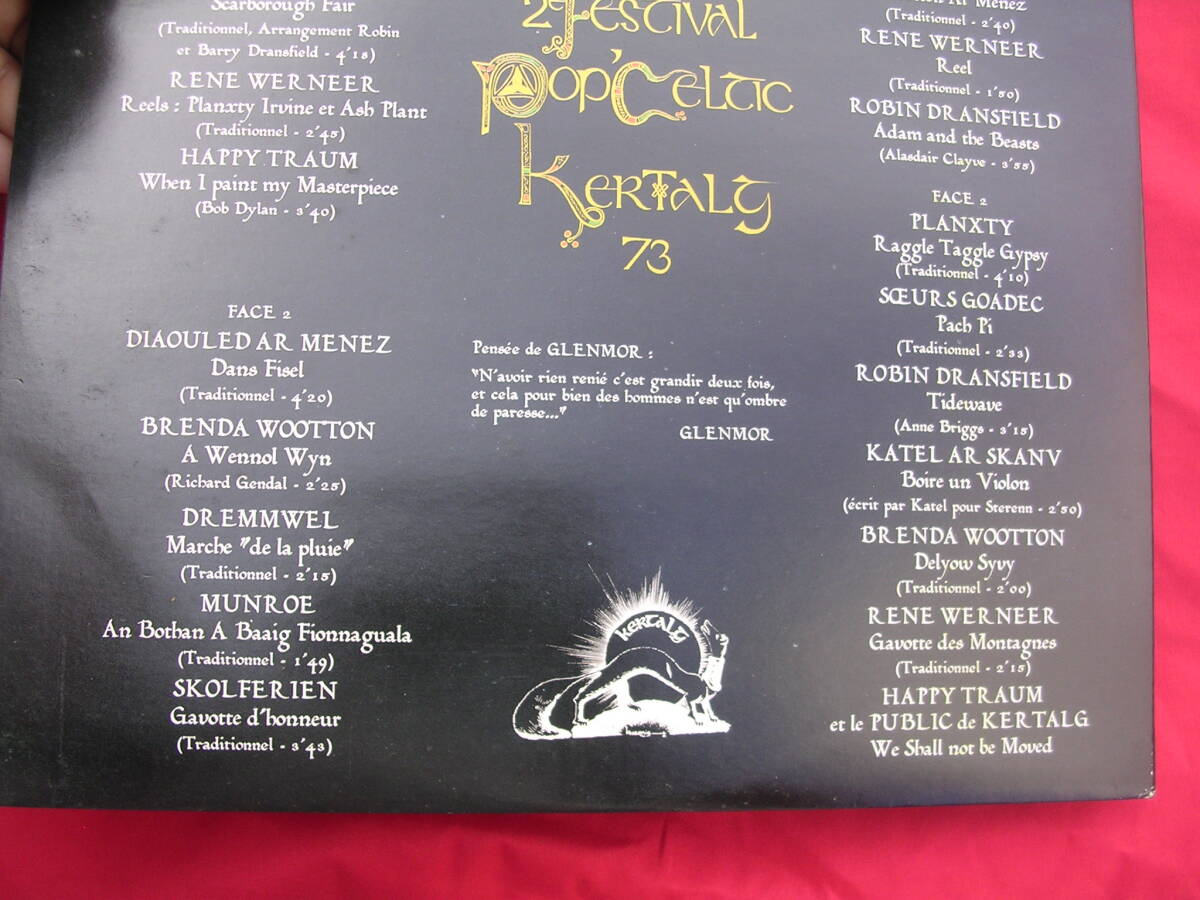 Scarborough Fair
(Traditionnel, Arrangement Robin
et Barry Dransfield - 4'18)
RENE WERNEER
Reels : Planxty Irvine et Ash Plant
(Traditionnel - 2'45)
HAPPY TRAUM
When I paint my Masterpiece
(Bob Dylan - 3'40)
FACE 2
DIAOULED AR MENEZ
Dans Fisel
(Traditionnel - 4'20)
BRENDA WOOTTON
A Wennol Wyn
(Richard Gendal - 2'25)
DREMMWEL
Marche "de la pluie"
(Traditionnel - 2'15)
MUNROE
An Bothan A Baaig Fionnaguala
(Traditionnel - 1'49)
SKOLFERIEN
Gavotte d'honneur
(Traditionnel - 3'43)
2 FESTIVAL
POP'CELTIC
KERTALG
73
Pensée de GLENMOR :
"N'avoir rien renié c'est grandir deux fois,
et cela pour bien des hommes n'est qu'ombre
de paresse..."
GLENMOR
KERTALG
Ar Menez
(Traditionnel - 2'40)
RENE WERNEER
Reel
(Traditionnel - 1'50)
ROBIN DRANSFIELD
Adam and the Beasts
(Alasdair Clayve - 3'55)
FACE 2
PLANXTY
Raggle Taggle Gypsy
(Traditionnel - 4'10)
SŒURS GOADEC
Pach Pi
(Traditionnel - 2'33)
ROBIN DRANSFIELD
Tidewave
(Anne Briggs - 3'15)
KATEL AR SKANV
Boire un Violon
(écrit par Katel pour Sterenn - 2'50)
BRENDA WOOTTON
Delyow Syvy
(Traditionnel - 2'00)
RENE WERNEER
Gavotte des Montagnes
(Traditionnel - 2'15)
HAPPY TRAUM
et le PUBLIC de KERTALG
We Shall not be Moved